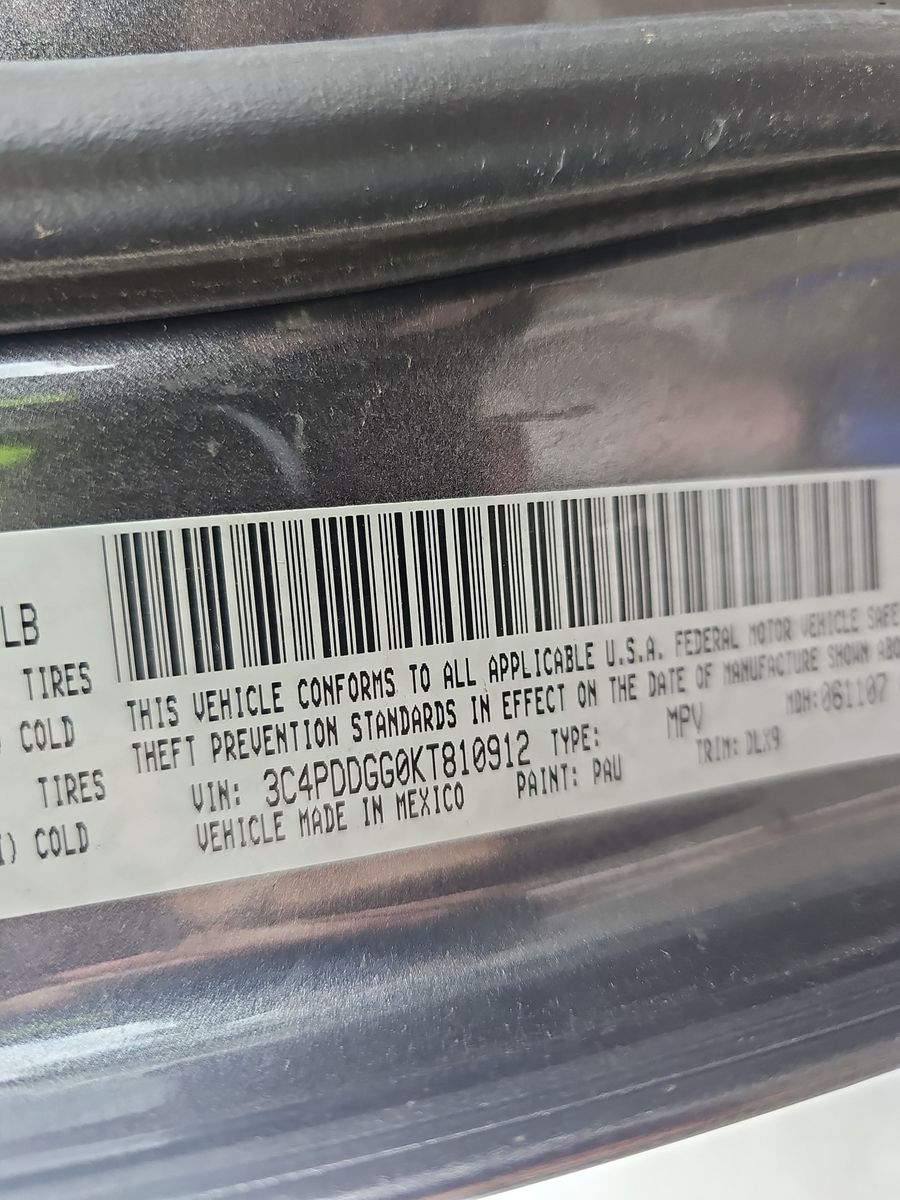 LB
TIRES
COLD
TIRES
I) COLD
THIS VEHICLE CONFORMS TO ALL APPLICABLE U.S.A. FEDERAL MOTOR VEHICLE SAFE
THEFT PREVENTION STANDARDS IN EFFECT ON THE DATE OF MANUFACTURE SHOWN ABO
VIN: 3C4PDDGG0KT810912 TYPE: MPV MDH: 061107
VEHICLE MADE IN MEXICO PAINT: PAU TRIM: DLX9